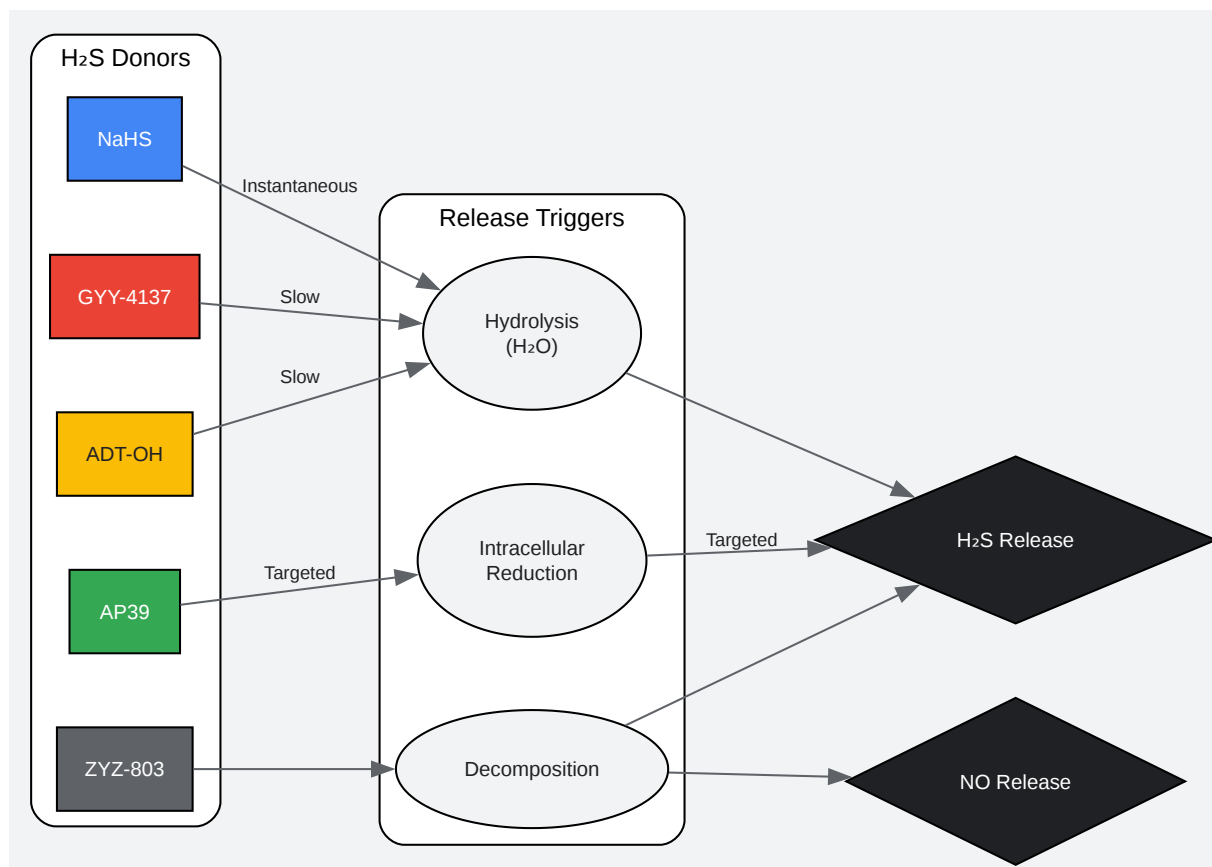 H₂S Donors
NaHS
Instantaneous
Release Triggers
GYY-4137
Slow
Hydrolysis
(H₂O)
Slow
ADT-OH
Intracellular
Reduction
Targeted
H₂S Release
Targeted
AP39
ZYZ-803
Decomposition
NO Release